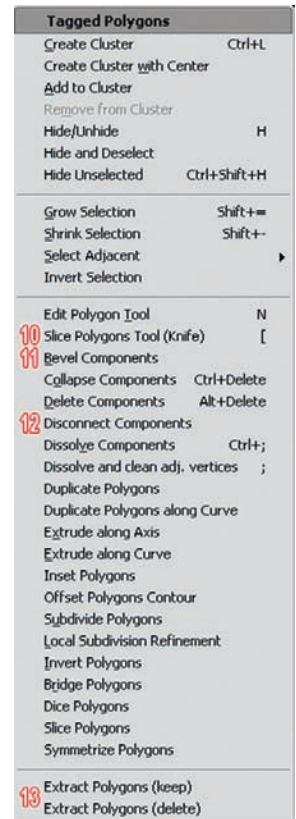 Tagged Polygons
Create Cluster Ctrl+L
Create Cluster with Center
Add to Cluster
Remove from Cluster
Hide/Unhide H
Hide and Deselect
Hide Unselected Ctrl+Shift+H
Grow Selection Shift+=
Shrink Selection Shift+-
Select Adjacent
Invert Selection
Edit Polygon Tool N
10 Slice Polygons Tool (Knife) [
11 Bevel Components
Collapse Components Ctrl+Delete
Delete Components Alt+Delete
12 Disconnect Components
Dissolve Components Ctrl+;
Dissolve and clean adj. vertices ;
Duplicate Polygons
Duplicate Polygons along Curve
Extrude along Axis
Extrude along Curve
Inset Polygons
Offset Polygons Contour
Subdivide Polygons
Local Subdivision Refinement
Invert Polygons
Bridge Polygons
Dice Polygons
Slice Polygons
Symmetrize Polygons
13 Extract Polygons (keep)
Extract Polygons (delete)